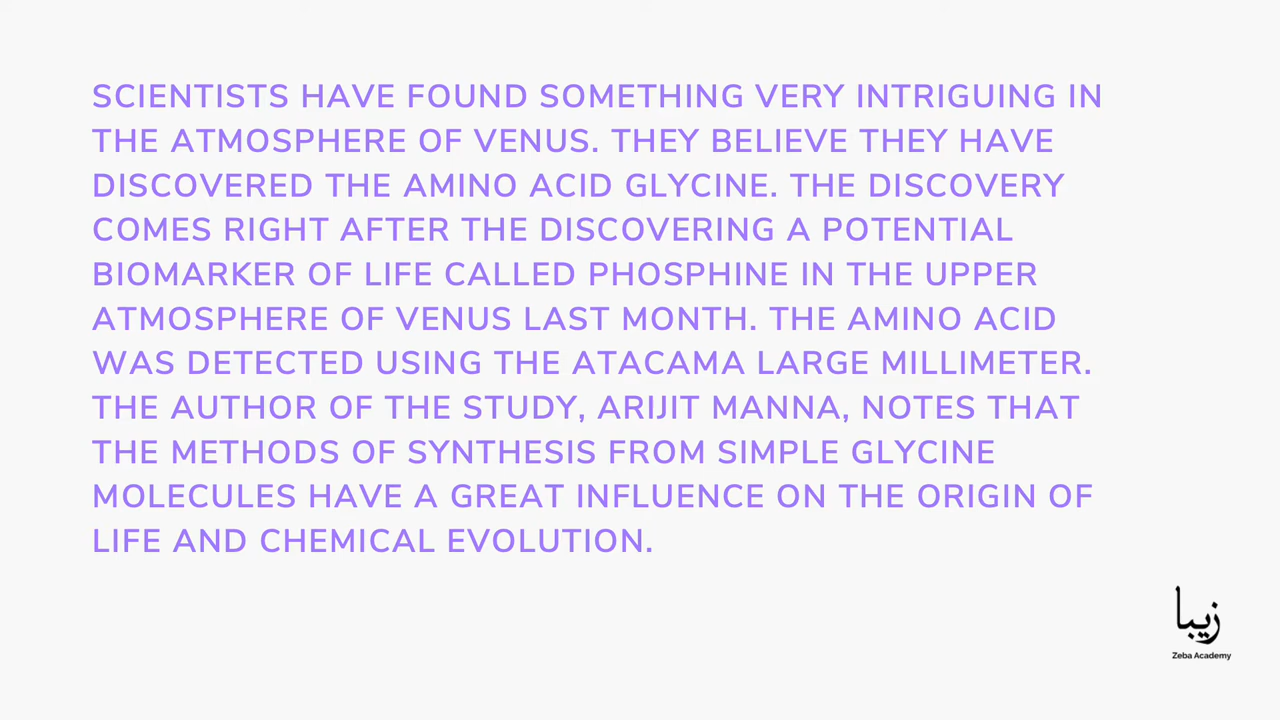 SCIENTISTS HAVE FOUND SOMETHING VERY INTRIGUING IN
THE ATMOSPHERE OF VENUS. THEY BELIEVE THEY HAVE
DISCOVERED THE AMINO ACID GLYCINE. THE DISCOVERY
COMES RIGHT AFTER THE DISCOVERING A POTENTIAL
BIOMARKER OF LIFE CALLED PHOSPHINE IN THE UPPER
ATMOSPHERE OF VENUS LAST MONTH. THE AMINO ACID
WAS DETECTED USING THE ATACAMA LARGE MILLIMETER.
THE AUTHOR OF THE STUDY, ARIJIT MANNA, NOTES THAT
THE METHODS OF SYNTHESIS FROM SIMPLE GLYCINE
MOLECULES HAVE A GREAT INFLUENCE ON THE ORIGIN OF
LIFE AND CHEMICAL EVOLUTION.
زیبا
Zeba Academy